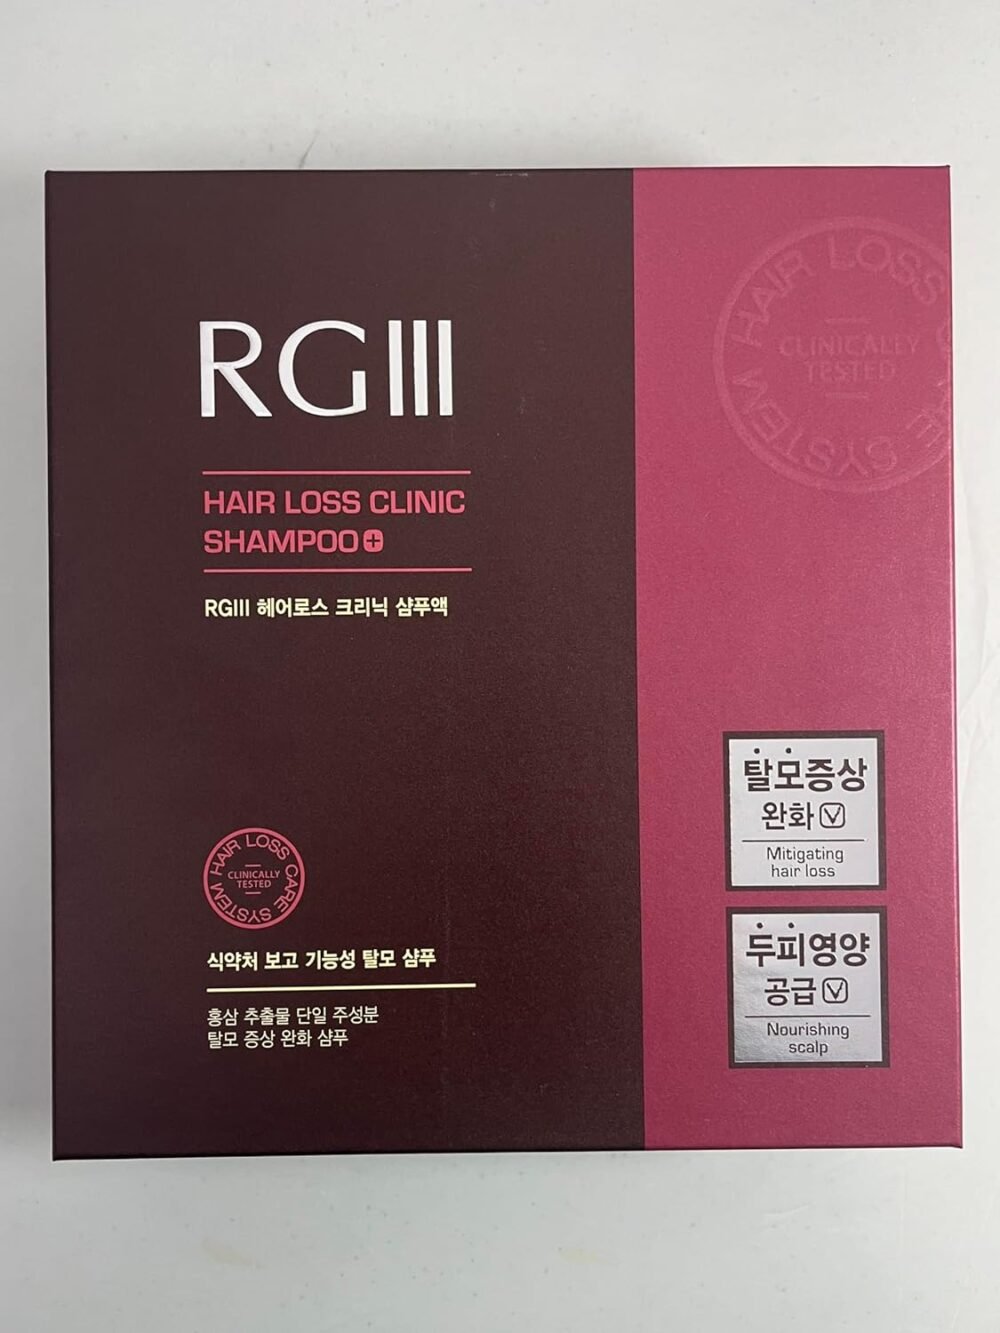 RGIII
HAIR LOSS CLINIC
SHAMPOO+
RGIII 헤어로스 크리닉 샴푸액
HAIR LOSS CARE SYSTEM
CLINICALLY
TESTED
식약처 보고 기능성 탈모 샴푸
홍삼 추출물 단일 주성분
탈모 증상 완화 샴푸
HAIR LOSS CARE SYSTEM
CLINICALLY
TESTED
탈모증상
완화
Mitigating
hair loss
두피영양
공급
Nourishing
scalp